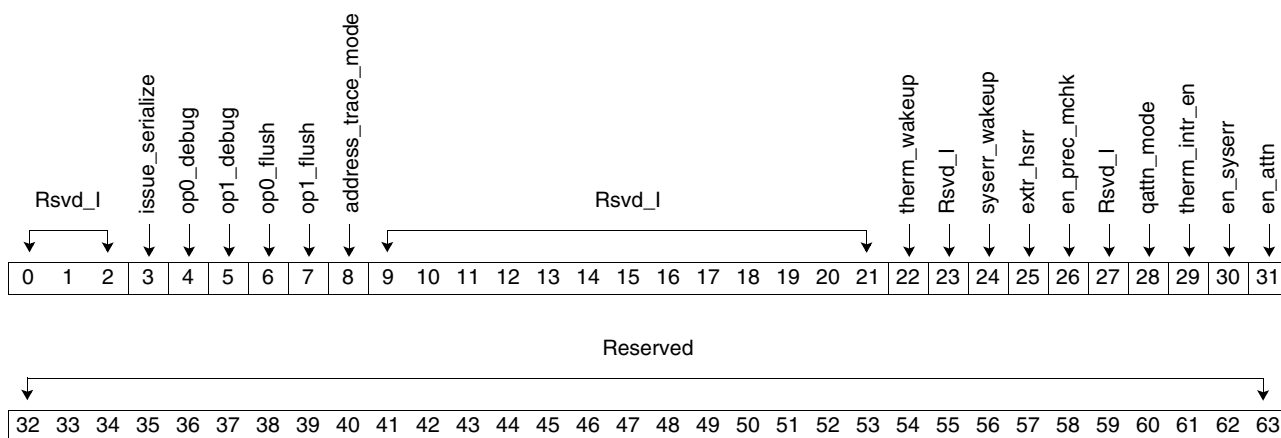 Rsvd_I
issue_serialize
op0_debug
op1_debug
op0_flush
op1_flush
address_trace_mode
Rsvd_I
therm_wakeup
Rsvd_I
syserr_wakeup
extr_hsrr
en_prec_mchk
Rsvd_I
qattn_mode
therm_intr_en
en_syserr
en_attn
0 1 2 3 4 5 6 7 8 9 10 11 12 13 14 15 16 17 18 19 20 21 22 23 24 25 26 27 28 29 30 31
Reserved
32 33 34 35 36 37 38 39 40 41 42 43 44 45 46 47 48 49 50 51 52 53 54 55 56 57 58 59 60 61 62 63